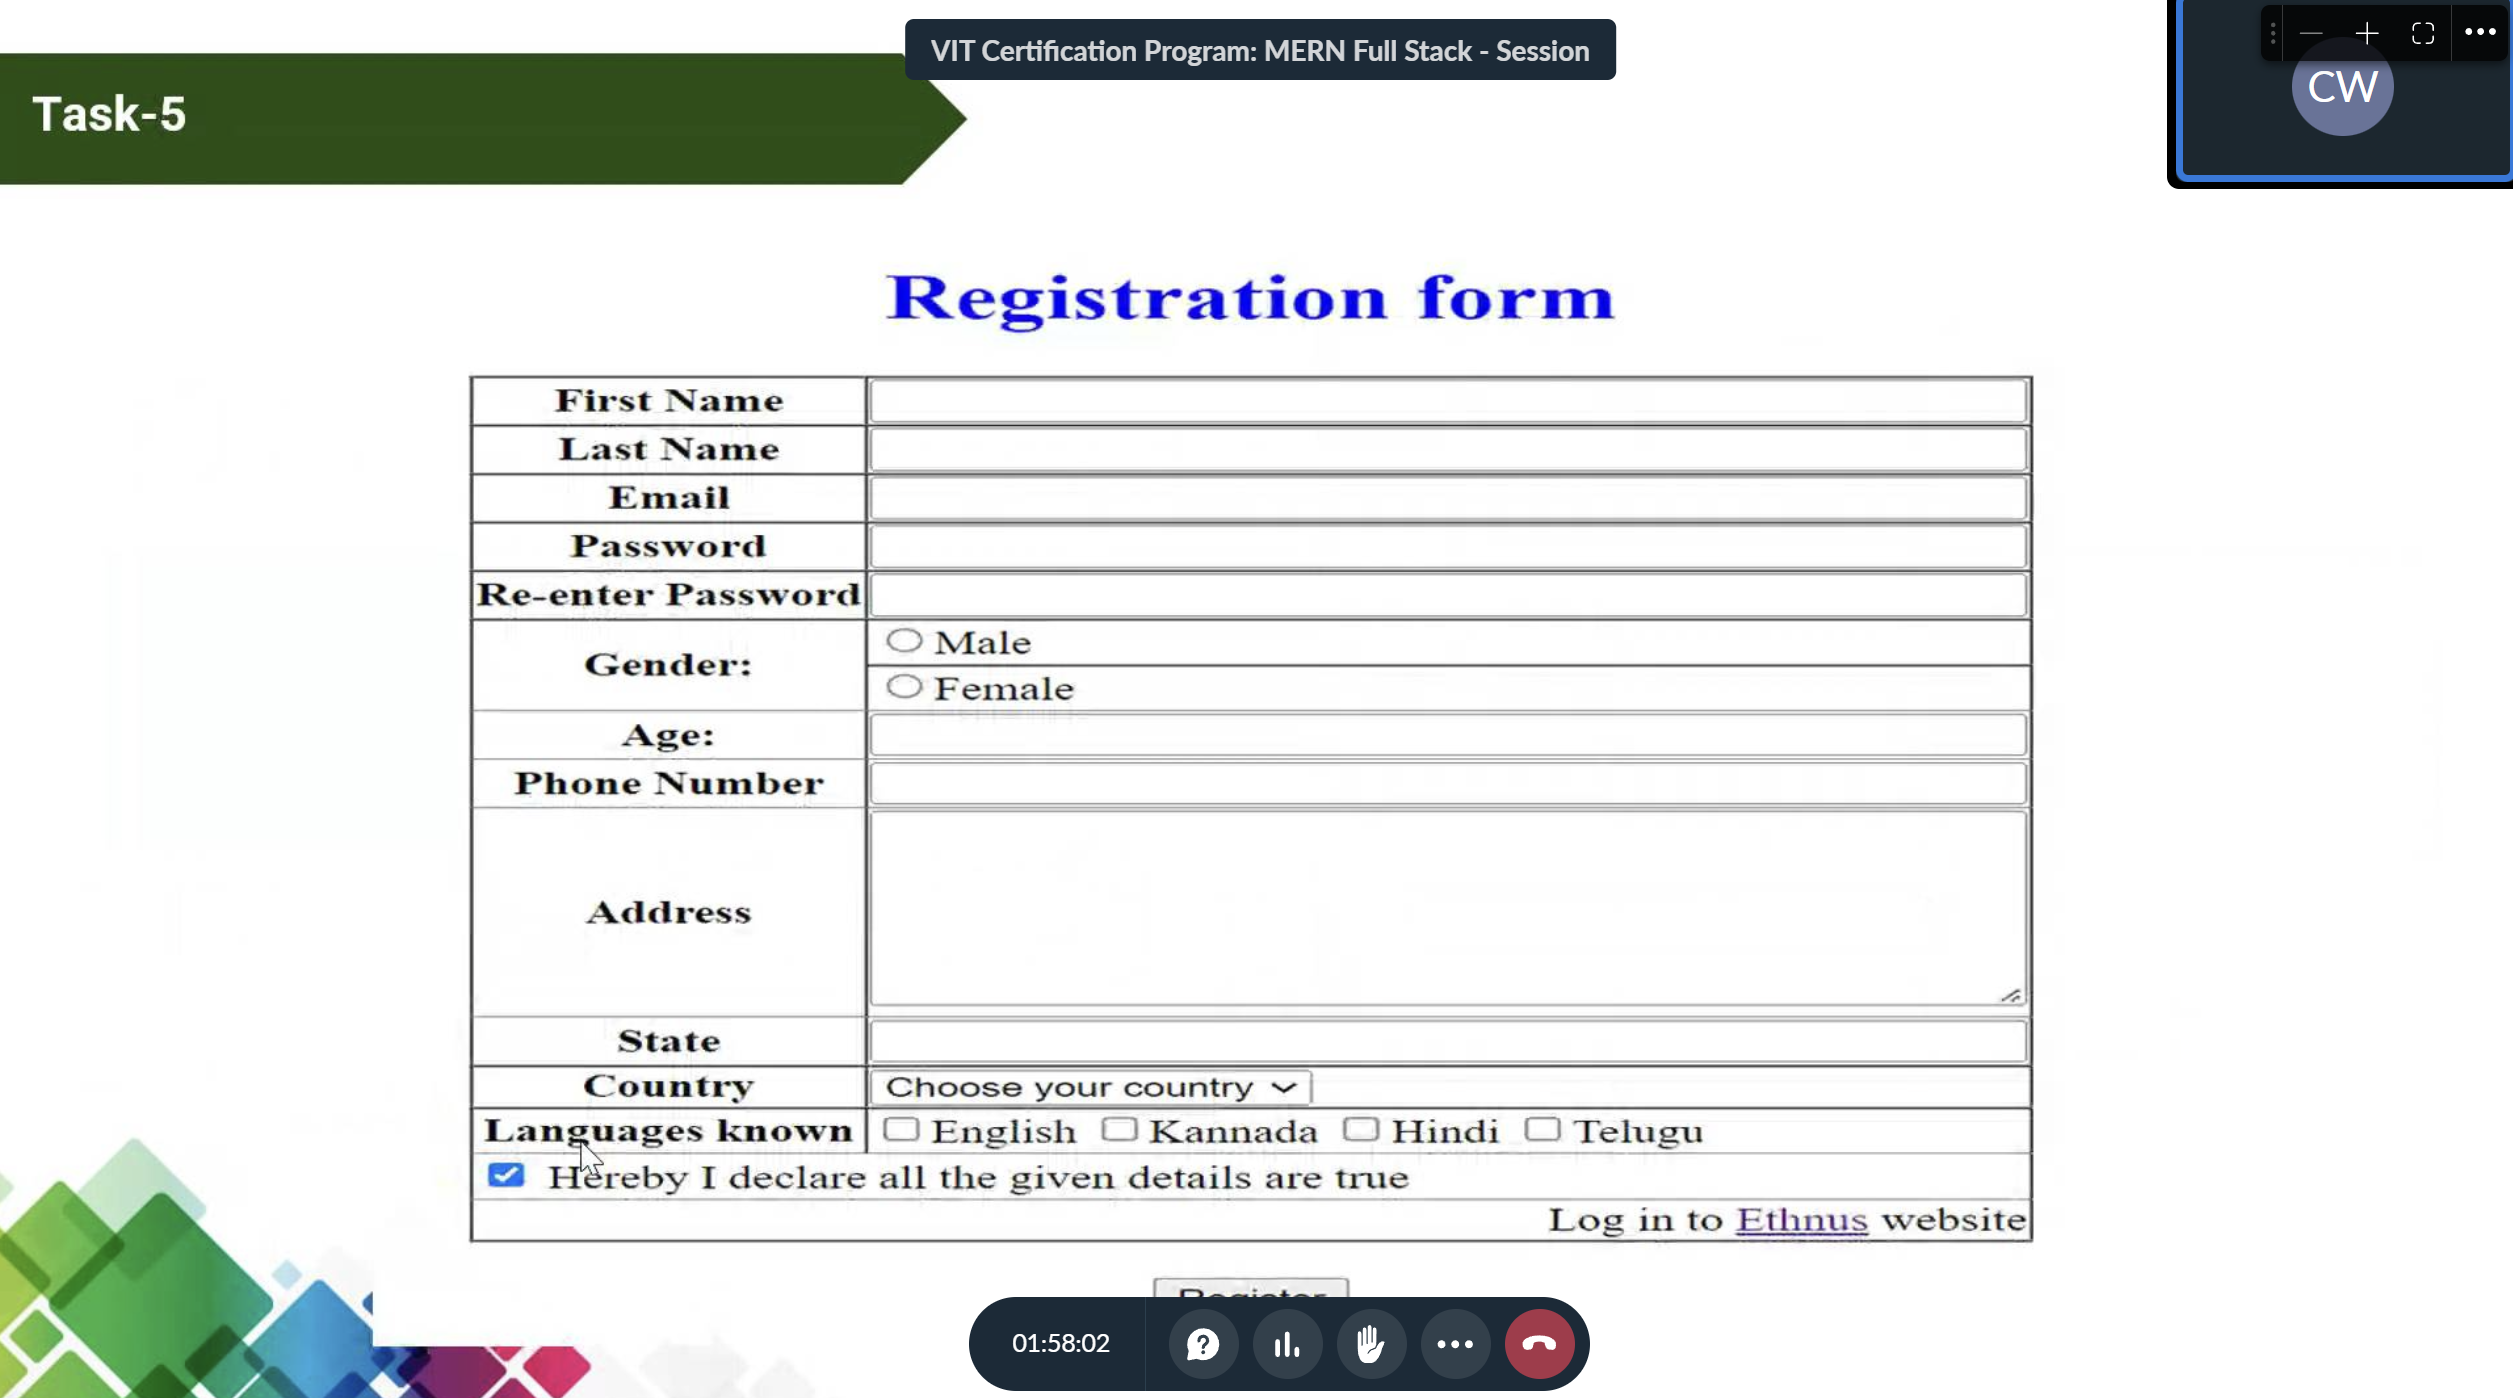 VIT Certification Program: MERN Full Stack - Session
CW
Task-5
Registration form
First Name
Last Name
Email
Password
Re-enter Password
Gender:
Male
Female
Age:
Phone Number
Address
State
Country
Choose your country
Languages known
English Kannada Hindi Telugu
Hereby I declare all the given details are true
Log in to Ethnus website
Register
01:58:02